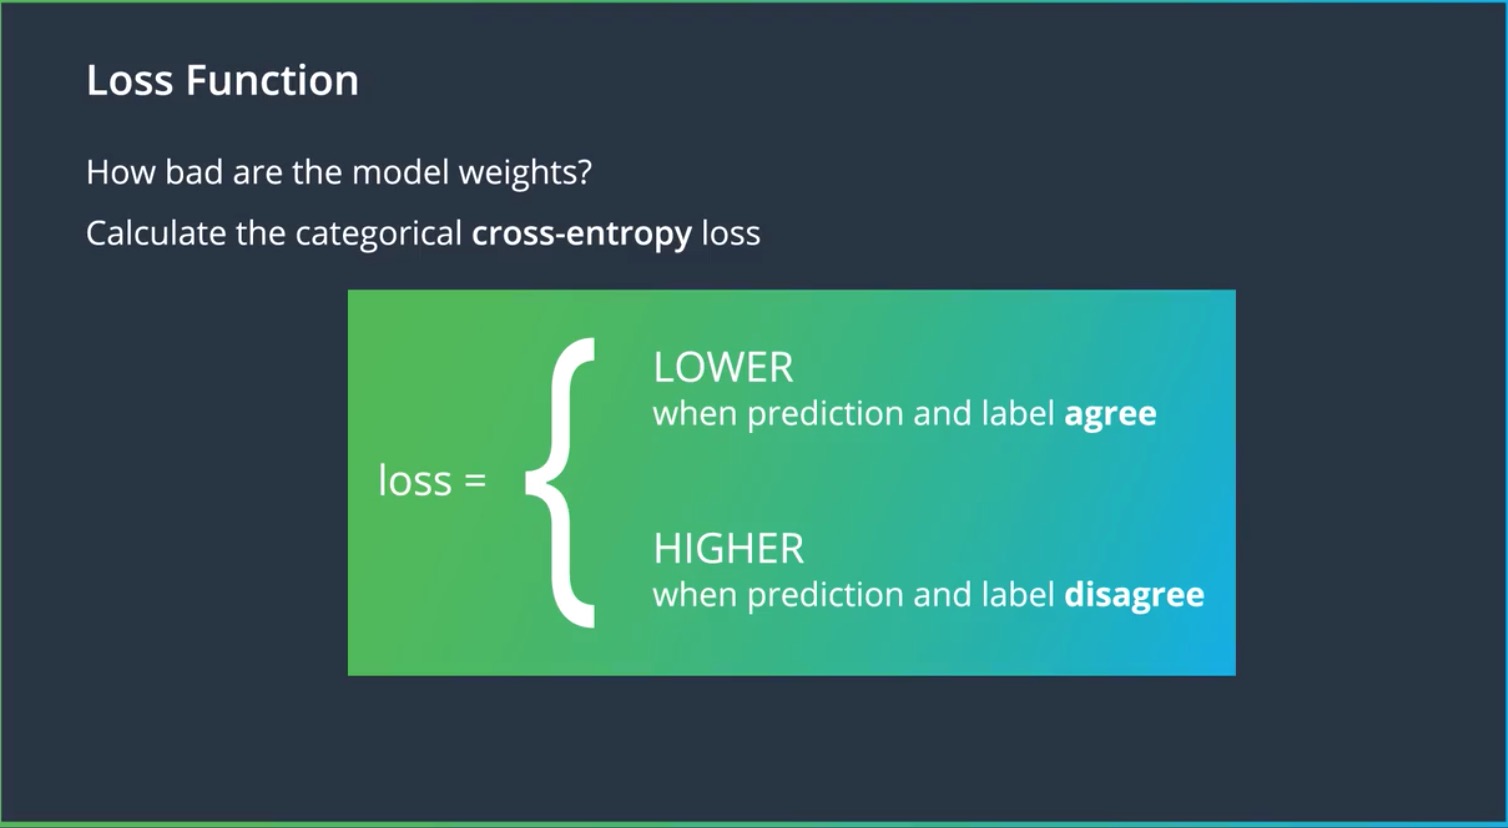 Loss Function
How bad are the model weights?
Calculate the categorical cross-entropy loss
LOWER
when prediction and label agree
loss = {
HIGHER
when prediction and label disagree